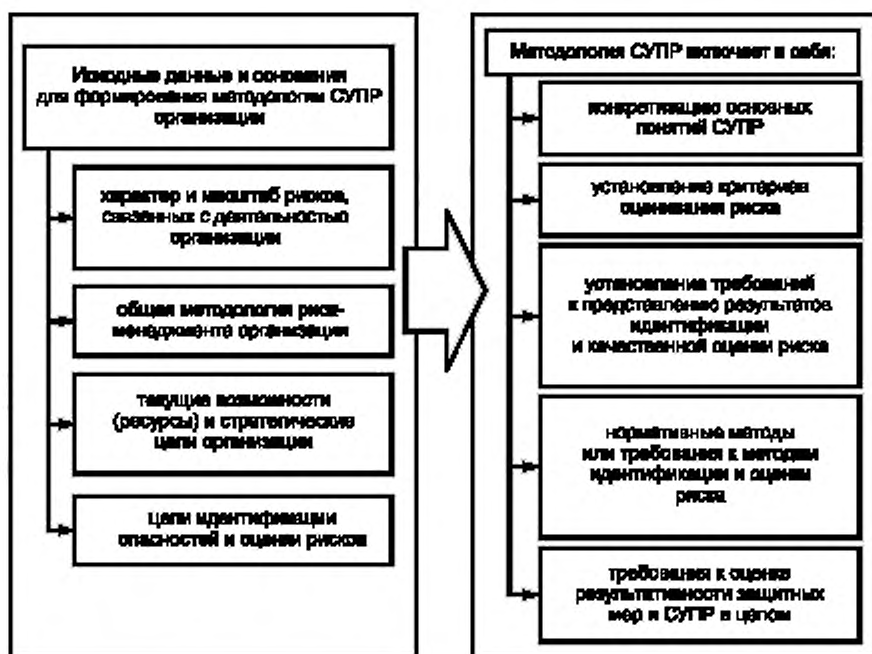 Исходные данные и основания
для формирования методологии СУПР
организации
характер и масштаб рисков,
связанных с деятельностью
организации
общая методология риск-
менеджмента организация
текущие возможности
(ресурсы) и стратегические
цели организации
цели идентификации
опасностей и оценки рисков
Методология СУПР включает в себя:
конкретизацию основных
понятий СУПР
установление критериев
оценивания риска
установление требований
к представлению результатов
идентификации
и качественной оценки риска
нормативные методы
или требования к методам
идентификации и оценки
риска
требования к оценке
результативности защитных
мер и СУПР в целом